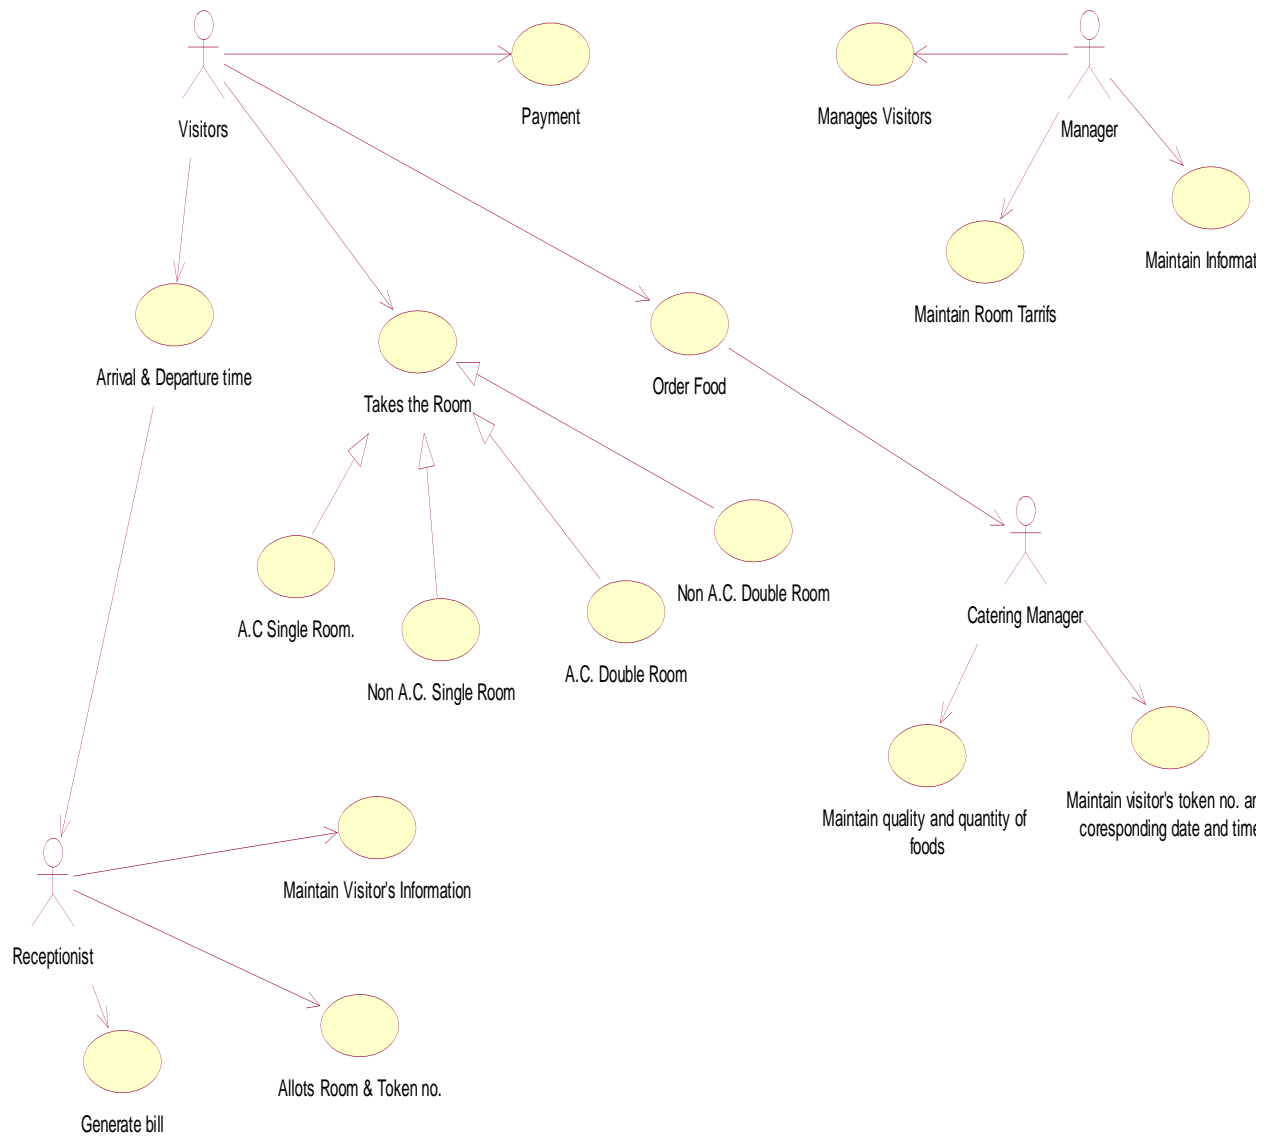 Visitors
Payment
Manages Visitors
Manager
Maintain Room Tarrifs
Maintain
Arrival & Departure time
Takes the Room
Order Food
A.C Single Room.
Non A.C. Single Room
A.C. Double Room
Non A.C. Double Room
Catering Manager
Maintain quality and quantity of
foods
Maintain visitor's token no.
coresponding date and time
Receptionist
Maintain Visitor's Information
Allots Room & Token no.
Generate bill